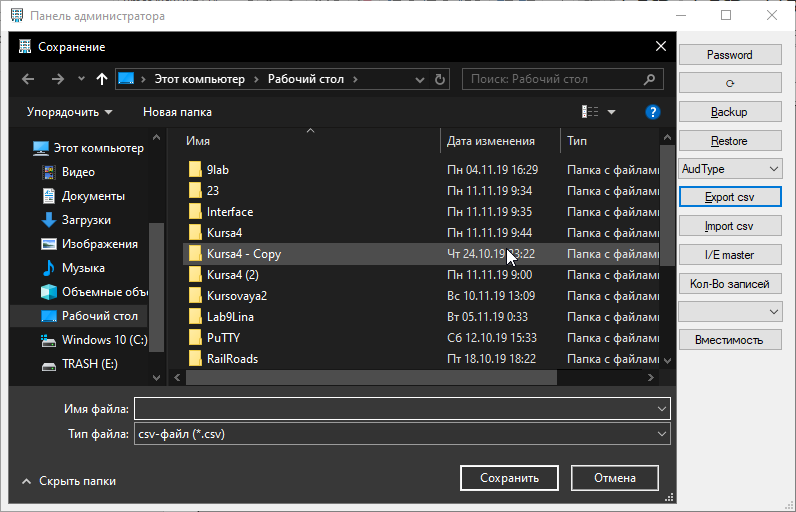 Панель администратора
Сохранение
Этот компьютер Рабочий стол
Поиск: Рабочий стол
Упорядочить Новая папка
Этот компьютер
Видео
Документы
Загрузки
Изображения
Музыка
Объемные объ
Рабочий стол
Windows 10 (C:)
TRASH (E:)
Имя Дата изменения Тип
9lab Пн 04.11.19 16:29 Папка с файлами
23 Пн 11.11.19 9:34 Папка с файлами
Interface Пн 11.11.19 9:35 Папка с файлами
Kursa4 Пн 11.11.19 9:44 Папка с файлами
Kursa4 - Copy Чт 24.10.19 23:22 Папка с файлами
Kursa4 (2) Пн 11.11.19 9:00 Папка с файлами
Kursovaya2 Вс 10.11.19 13:09 Папка с файлами
Lab9Lina Вт 05.11.19 0:33 Папка с файлами
PuTTY Сб 12.10.19 15:33 Папка с файлами
RailRoads Пт 18.10.19 18:22 Папка с файлами
Имя файла:
Тип файла: csv-файл (*.csv)
Скрыть папки
Сохранить Отмена
Password
Backup
Restore
AudType
Export csv
Import csv
I/E master
Кол-Во записей
Вместимость